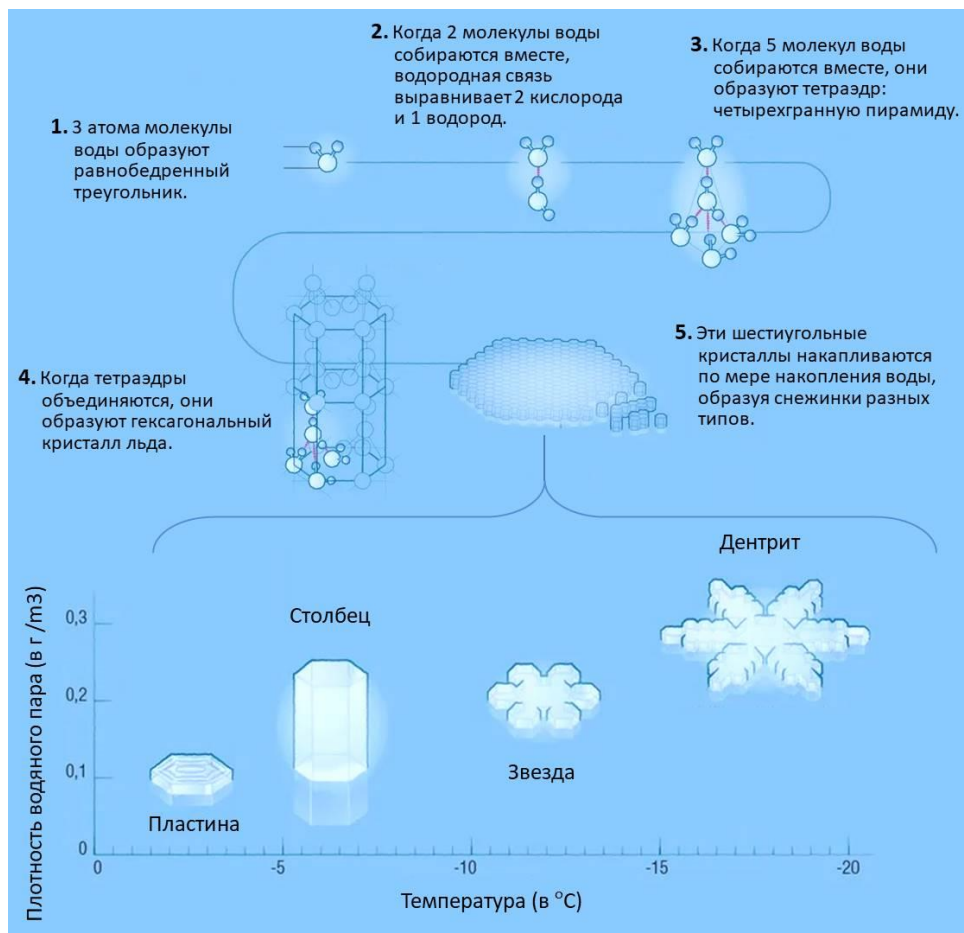 1. 3 атома молекулы
воды образуют
равнобедренный
треугольник.
2. Когда 2 молекулы воды
собираются вместе,
водородная связь
выравнивает 2 кислорода
и 1 водород.
3. Когда 5 молекул воды
собираются вместе, они
образуют тетраэдр:
четырехгранную пирамиду.
4. Когда тетраэдры
объединяются, они
образуют гексагональный
кристалл льда.
5. Эти шестиугольные
кристаллы накапливаются
по мере накопления воды,
образуя снежинки разных
типов.
Плотность водяного пара (в г /m3)
0,3
0,2
0,1
0
Пластина
Столбец
Звезда
Дентрит
0
-5
-10
-15
-20
Температура (в °C)